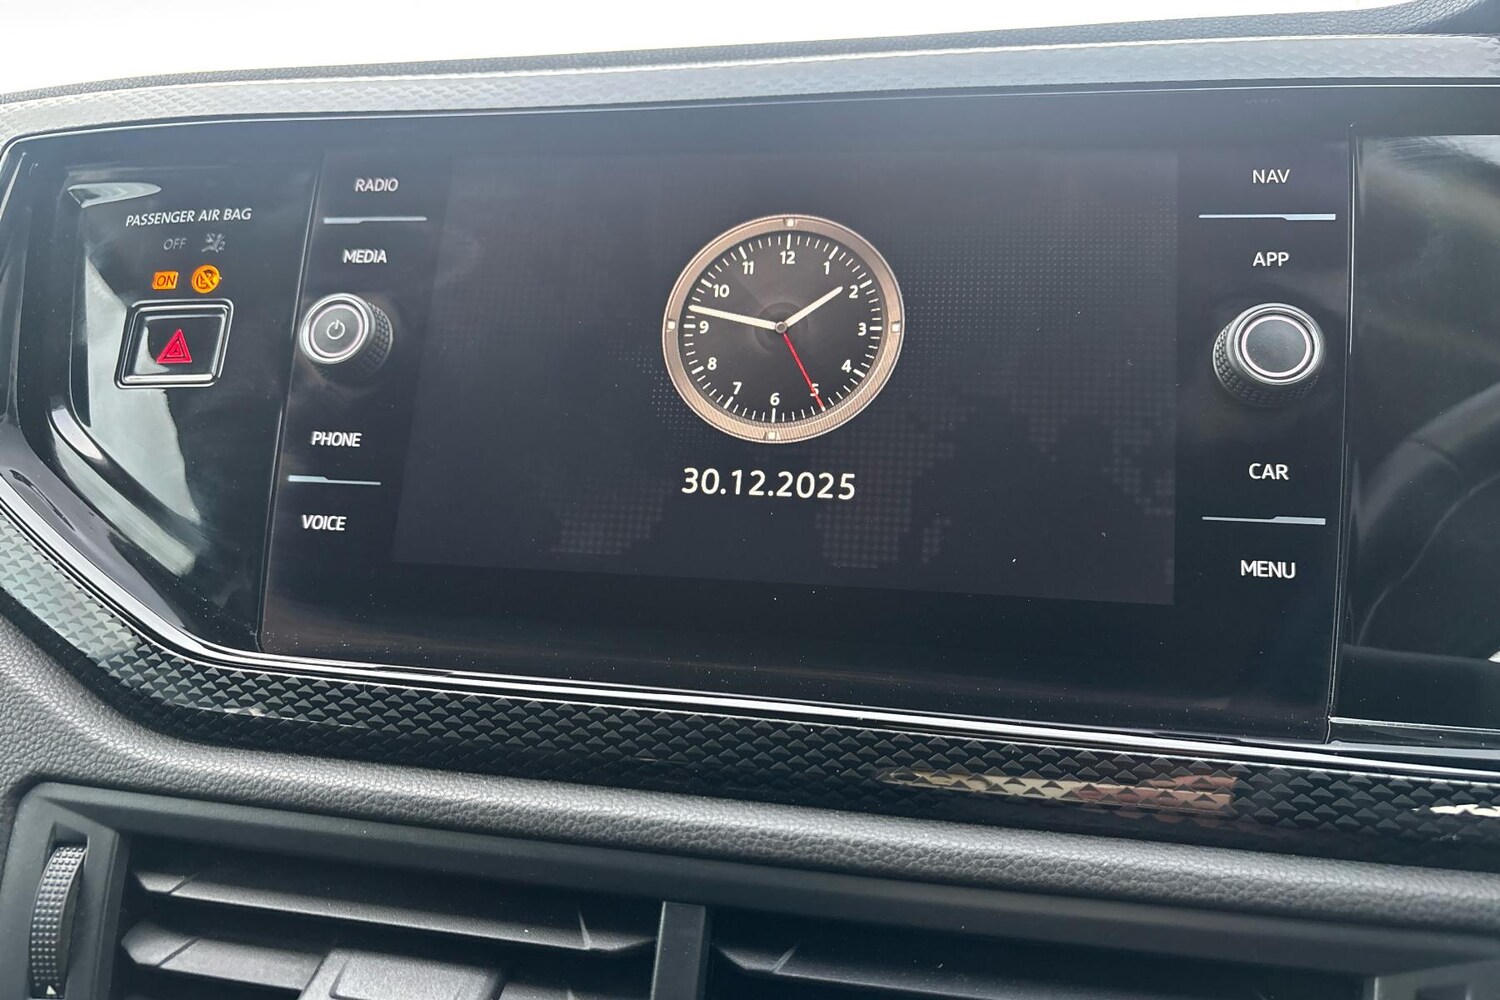 PASSENGER AIR BAG
OFF
ON
RADIO
MEDIA
PHONE
VOICE
12
1
2
3
4
5
6
7
8
9
10
11
30.12.2025
NAV
APP
CAR
MENU